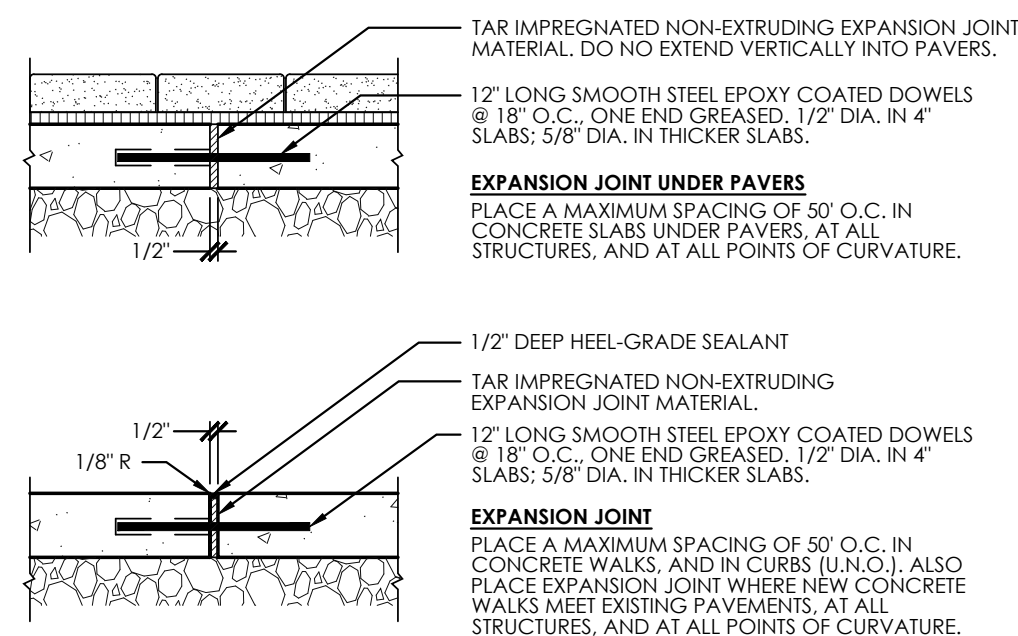 TAR IMPREGNATED NON-EXTRUDING EXPANSION JOINT
MATERIAL. DO NO EXTEND VERTICALLY INTO PAVERS.
12" LONG SMOOTH STEEL EPOXY COATED DOWELS
@ 18" O.C., ONE END GREASED. 1/2" DIA. IN 4"
SLABS; 5/8" DIA. IN THICKER SLABS.
EXPANSION JOINT UNDER PAVERS
PLACE A MAXIMUM SPACING OF 50' O.C. IN
CONCRETE SLABS UNDER PAVERS, AT ALL
STRUCTURES, AND AT ALL POINTS OF CURVATURE.
1/2"
1/2" DEEP HEEL-GRADE SEALANT
TAR IMPREGNATED NON-EXTRUDING
EXPANSION JOINT MATERIAL.
1/2"
1/8" R
12" LONG SMOOTH STEEL EPOXY COATED DOWELS
@ 18" O.C., ONE END GREASED. 1/2" DIA. IN 4"
SLABS; 5/8" DIA. IN THICKER SLABS.
EXPANSION JOINT
PLACE A MAXIMUM SPACING OF 50' O.C. IN
CONCRETE WALKS, AND IN CURBS (U.N.O.). ALSO
PLACE EXPANSION JOINT WHERE NEW CONCRETE
WALKS MEET EXISTING PAVEMENTS, AT ALL
STRUCTURES, AND AT ALL POINTS OF CURVATURE.